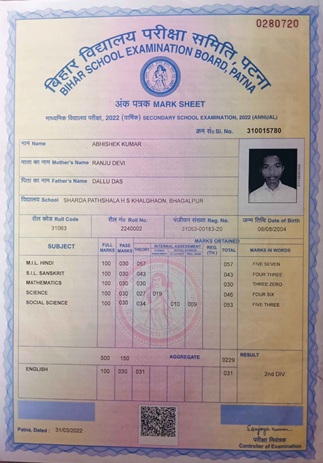 0280720
बिहार विद्यालय परीक्षा समिति, पटना
BIHAR SCHOOL EXAMINATION BOARD, PATNA
अंक पत्रक MARK SHEET
माध्यमिक विद्यालय परीक्षा, 2022 (वार्षिक) SECONDARY SCHOOL EXAMINATION, 2022 (ANNUAL)
क्रम सं०/Sl. No. 310015780
नाम Name
ABHISHEK KUMAR
माता का नाम Mother's Name RANJU DEVI
पिता का नाम Father's Name DALLU DAS
विद्यालय School SHARDA PATHSHALA H S KHALGHAON, BHAGALPUR
रौल कोड Roll Code रौल नं० Roll No. पंजीयन संख्या Reg. No. जन्म तिथि Date of Birth
31063 2240002 31063-00183-20 08/08/2004
MARKS OBTAINED
SUBJECT FULL MARKS PASS MARKS THEORY INTERNAL ASSESSMENT REG. TOTAL MARKS IN WORDS
M.I.L. HINDI 100 030 057 057 FIVE SEVEN
S.I.L. SANSKRIT 100 030 043 043 FOUR THREE
MATHEMATICS 100 030 030 030 THREE ZERO
SCIENCE 100 030 027 019 046 FOUR SIX
SOCIAL SCIENCE 100 030 034 010 009 053 FIVE THREE
500 150 AGGREGATE 0229 RESULT
ENGLISH 100 030 031 031 2nd DIV.
Patna, Dated : 31/03/2022
परीक्षा नियंत्रक
Controller of Examination